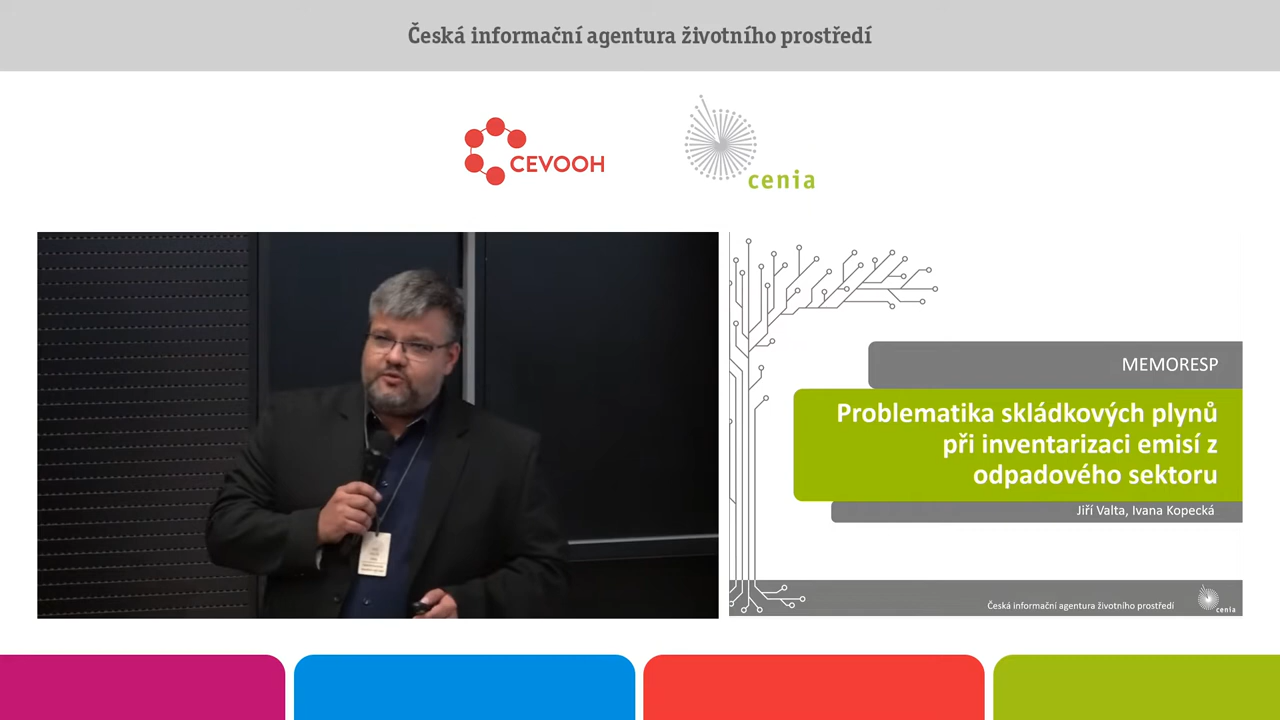 Česká informační agentura životního prostředí
CEVOOH
cenia
MEMORESP
Problematika skládkových plynů
při inventarizaci emisí z
odpadového sektoru
Jiří Valta, Ivana Kopecká
Česká informační agentura životního prostředí
cenia